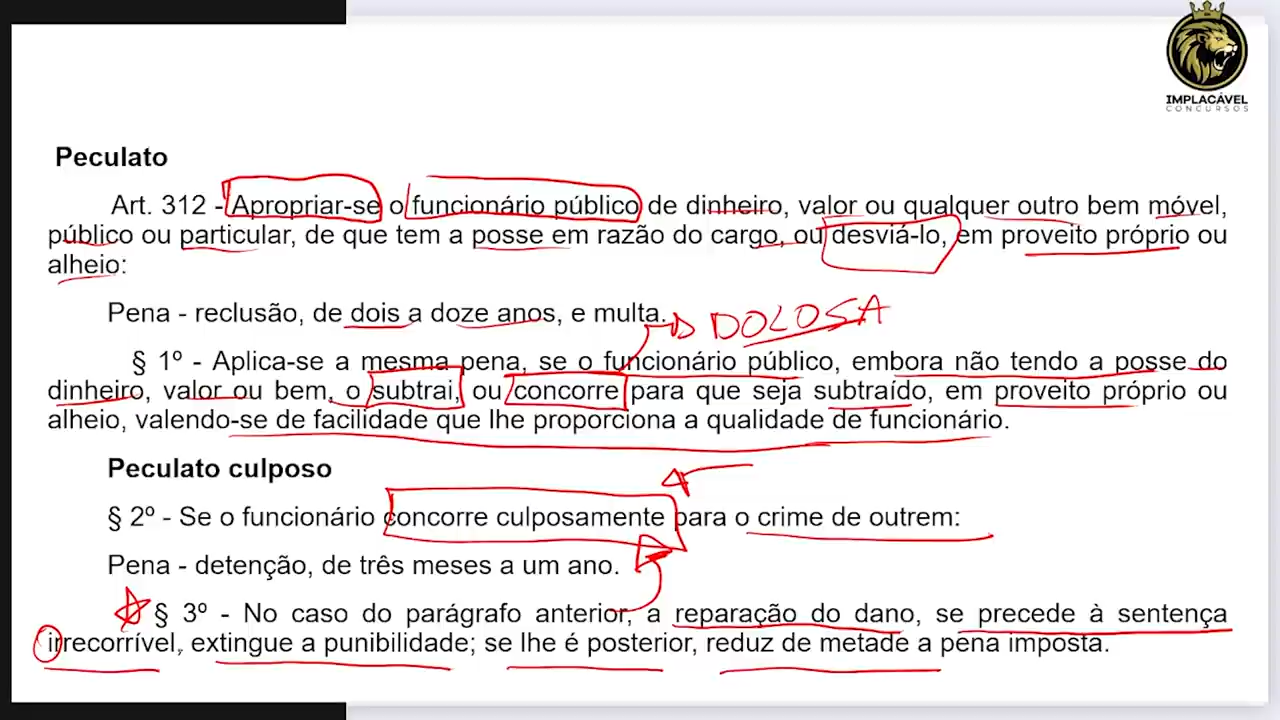 IMPLACÁVEL
CONCURSOS
Peculato
Art. 312 - Apropriar-se o funcionário público de dinheiro, valor ou qualquer outro bem móvel,
público ou particular, de que tem a posse em razão do cargo, ou desviá-lo, em proveito próprio ou
alheio:
Pena - reclusão, de dois a doze anos, e multa.
DOLOSA
§ 1º - Aplica-se a mesma pena, se o funcionário público, embora não tendo a posse do
dinheiro, valor ou bem, o subtrai, ou concorre para que seja subtraído, em proveito próprio ou
alheio, valendo-se de facilidade que lhe proporciona a qualidade de funcionário.
Peculato culposo
§ 2º - Se o funcionário concorre culposamente para o crime de outrem:
Pena - detenção, de três meses a um ano.
§ 3º - No caso do parágrafo anterior, a reparação do dano, se precede à sentença
irrecorrível, extingue a punibilidade; se lhe é posterior, reduz de metade a pena imposta.